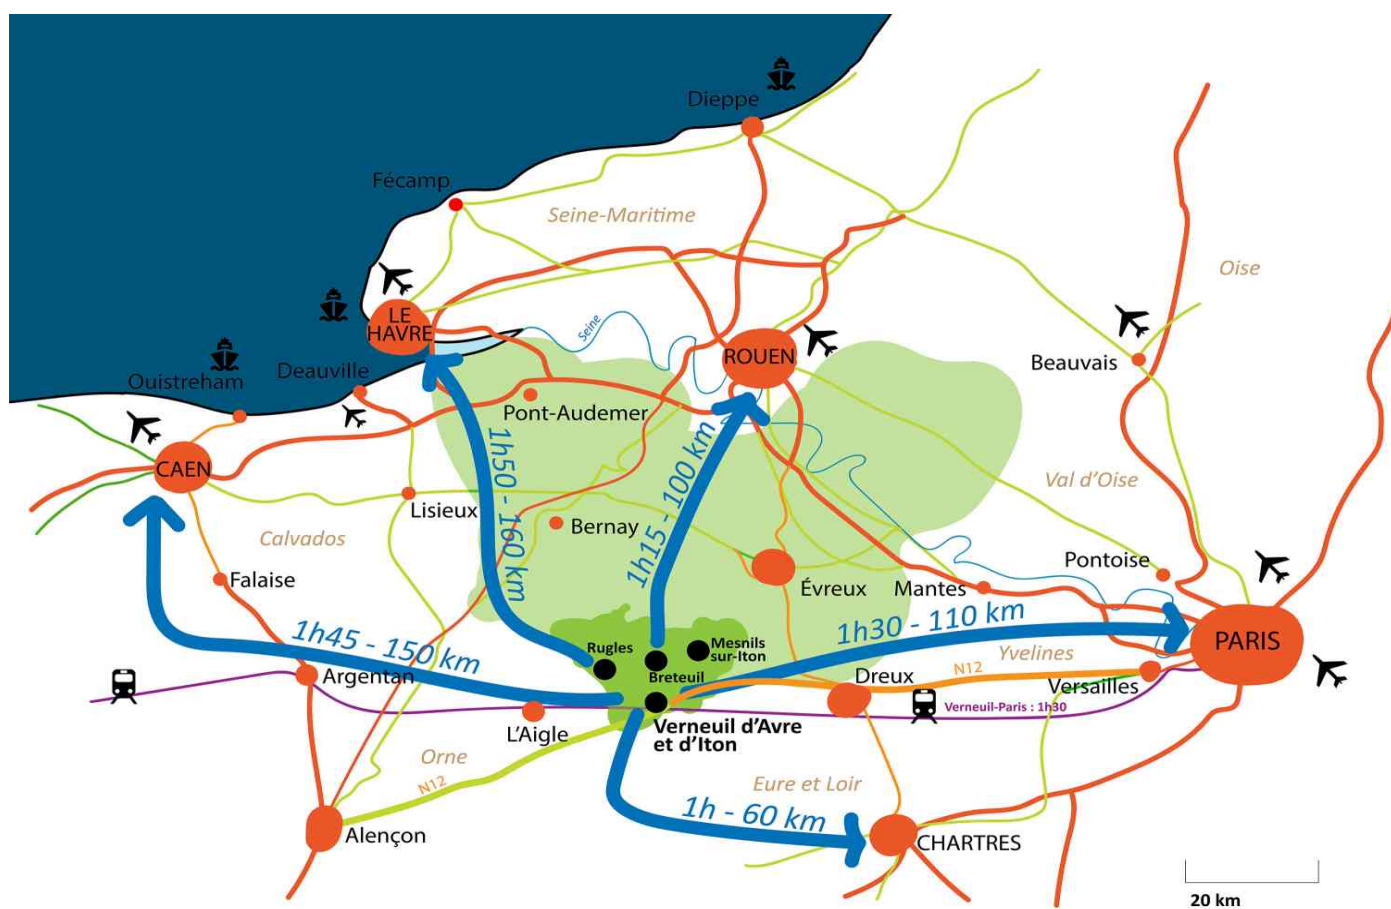 Dieppe
Fécamp
Seine-Maritime
Oise
LE
HAVRE
Seine
ROUEN
Beauvais
Deauville
Ouistreham
Pont-Audemer
CAEN
1h50 - 160 km
1h15 - 100 km
Val d'Oise
Lisieux
Bernay
Calvados
Pontoise
Falaise
Évreux
Mantes
1h30 - 110 km
1h45 - 150 km
Rugles
Mesnils
sur-Iton
PARIS
Yvelines
Breteuil
Argentan
N12
Dreux
Versailles
Verneuil-Paris : 1h30
L'Aigle
Verneuil d'Avre
et d'Iton
Orne
N12
Eure et Loir
1h - 60 km
Alençon
CHARTRES
20 km